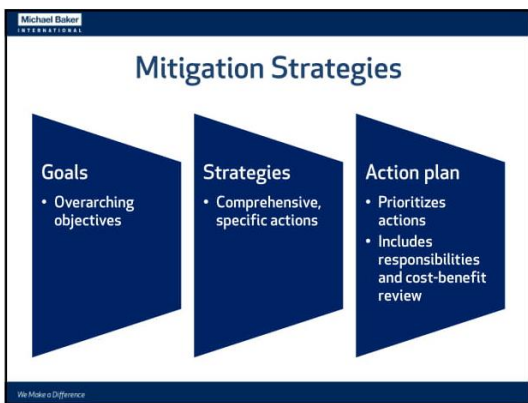 Michael Baker
INTERNATIONAL
Mitigation Strategies
Goals
• Overarching
objectives
Strategies
• Comprehensive,
specific actions
Action plan
• Prioritizes
actions
• Includes
responsibilities
and cost-benefit
review
We Make a Difference